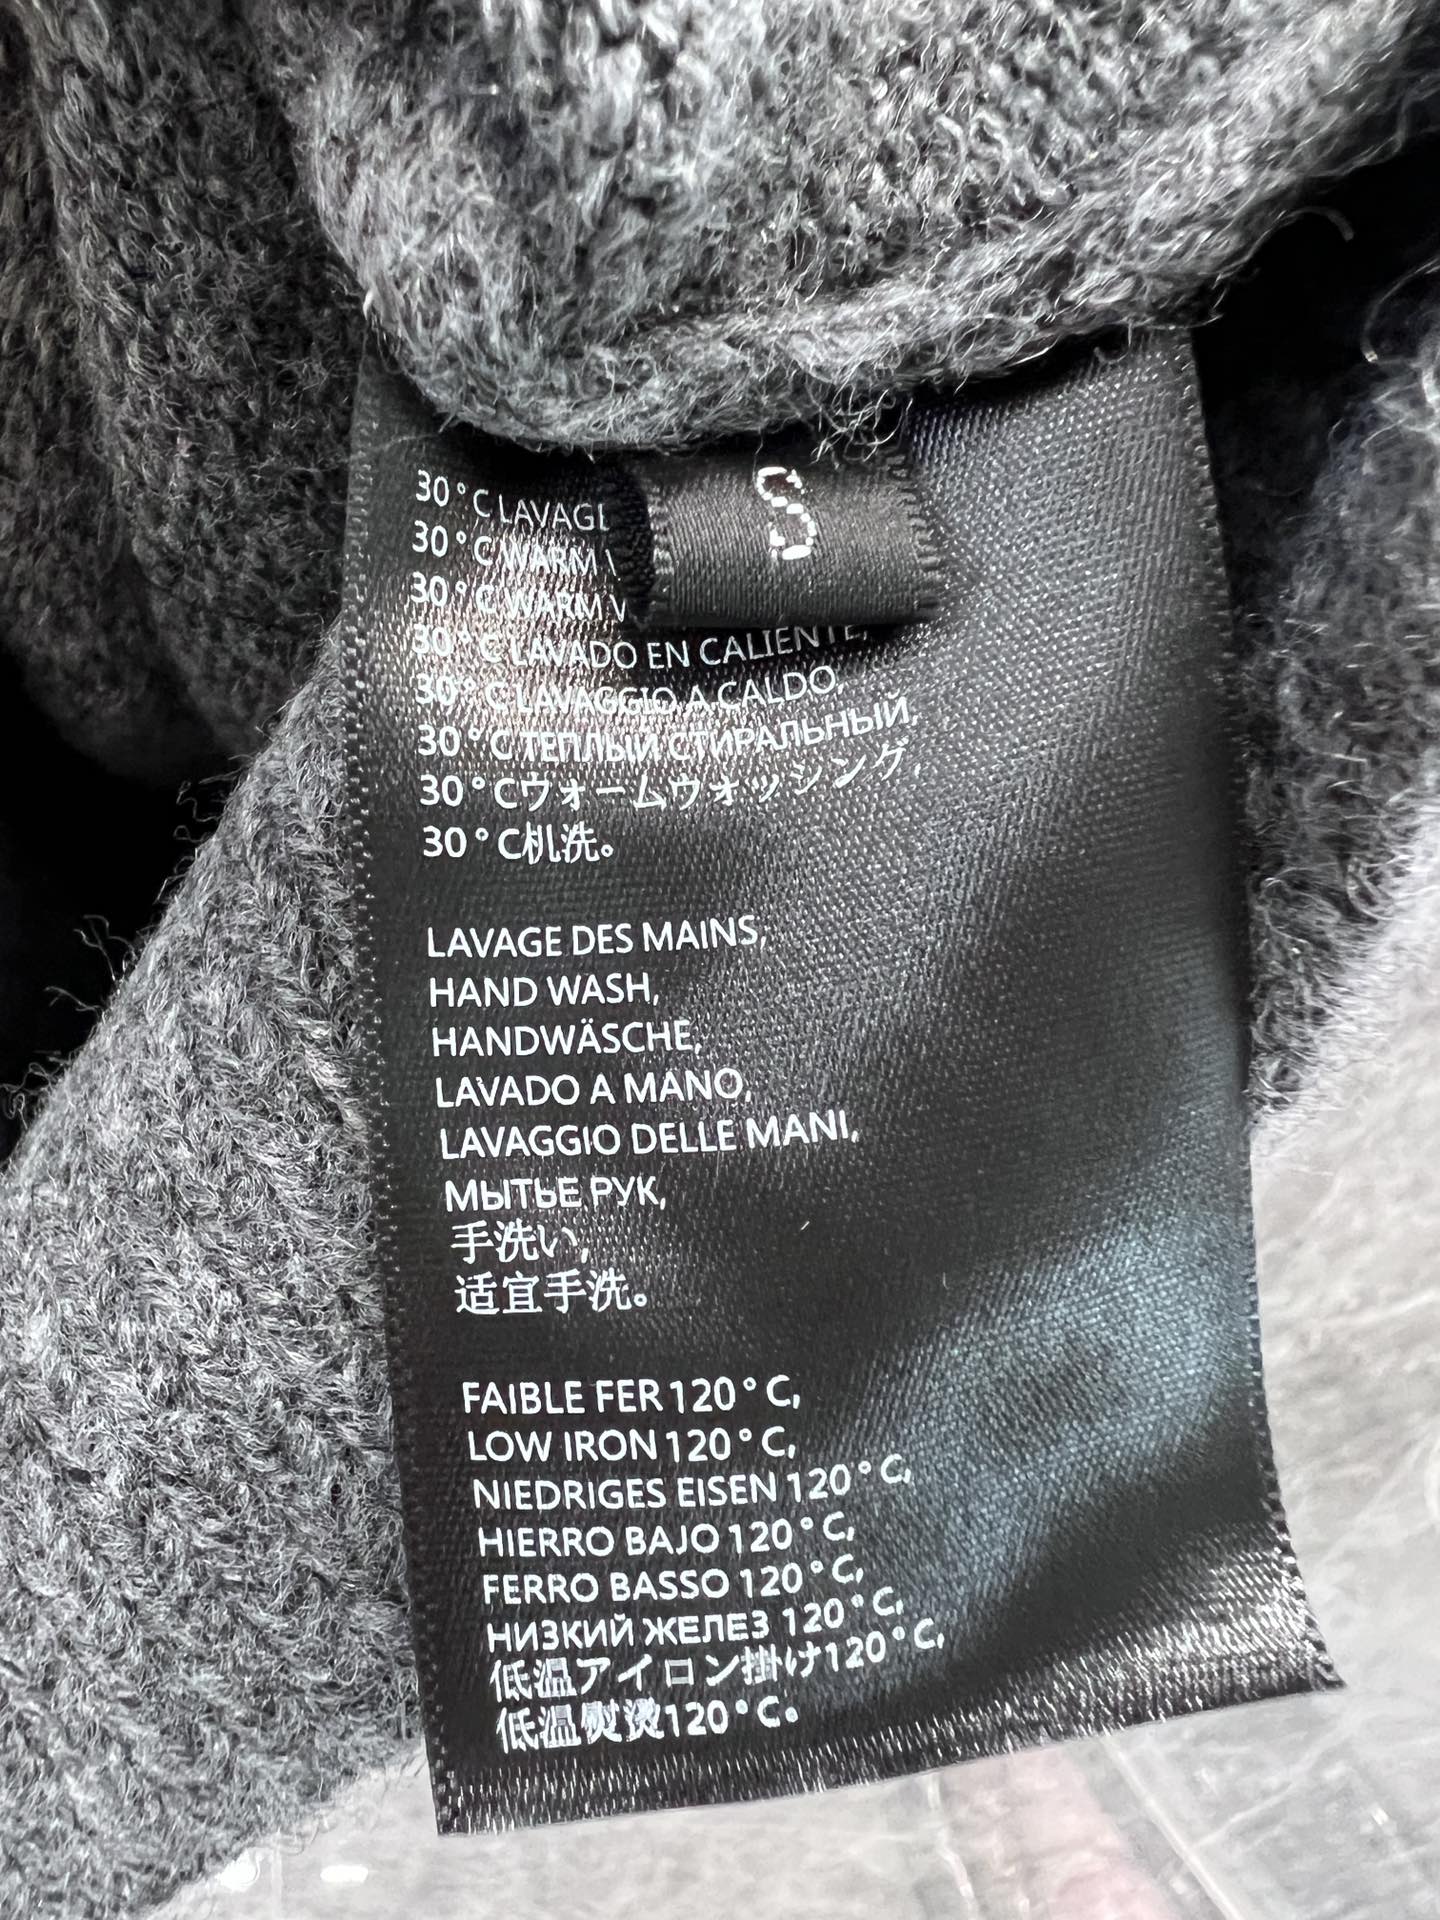 S
30°C LAVAGE
30°C WARM
30°C WARM
30°C LAVADO EN CALIENTE,
30°C LAVAGGIO A CALDO,
30°C ТЕПЛЫЙ СТИРАЛЬНЫЙ,
30°Cウォームウォッシング,
30°C机洗。
LAVAGE DES MAINS,
HAND WASH,
HANDWÄSCHE,
LAVADO A MANO,
LAVAGGIO DELLE MANI,
МЫТЬЕ РУК,
手洗い,
适宜手洗。
FAIBLE FER 120°C,
LOW IRON 120°C,
NIEDRIGES EISEN 120°C,
HIERRO BAJO 120°C,
FERRO BASSO 120°C,
НИЗКИЙ ЖЕЛЕЗ 120°C,
低温アイロン掛け120°C,
低温熨烫120°C。